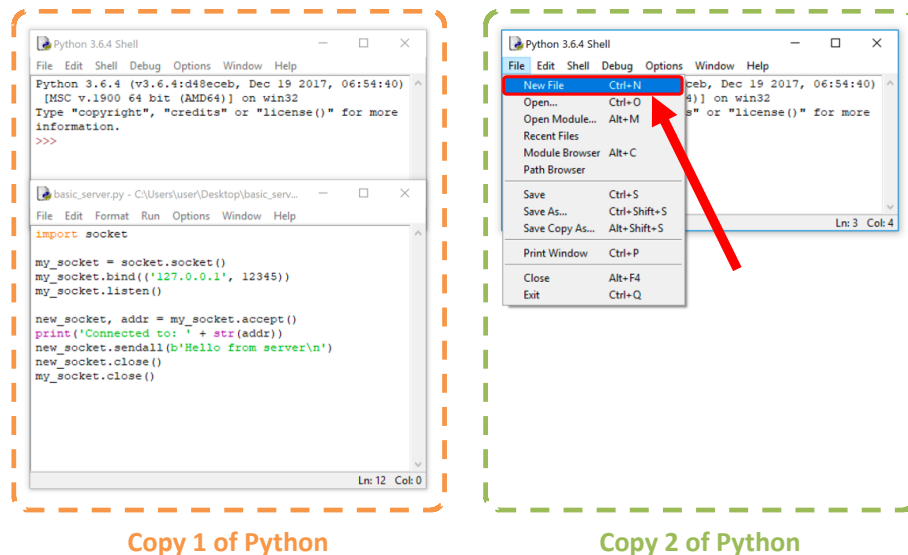 Python 3.6.4 Shell
File Edit Shell Debug Options Window Help
Python 3.6.4 (v3.6.4:d48eceb, Dec 19 2017, 06:54:40)
[MSC v.1900 64 bit (AMD64)] on win32
Type "copyright", "credits" or "license()" for more
information.
>>>
basic_server.py - C:\Users\user\Desktop\basic_serv...
File Edit Format Run Options Window Help
import socket
my_socket = socket.socket()
my_socket.bind(('127.0.0.1', 12345))
my_socket.listen()
new_socket, addr = my_socket.accept()
print('Connected to: ' + str(addr))
new_socket.sendall(b'Hello from server\n')
new_socket.close()
my_socket.close()
Ln: 12 Col: 0
Copy 1 of Python
Python 3.6.4 Shell
File Edit Shell Debug Options Window Help
ceb, Dec 19 2017, 06:54:40)
4)] on win32
s" or "license()" for more
New File Ctrl+N
Open... Ctrl+O
Open Module... Alt+M
Recent Files
Module Browser Alt+C
Path Browser
Save Ctrl+S
Save As... Ctrl+Shift+S
Save Copy As... Alt+Shift+S
Print Window Ctrl+P
Close Alt+F4
Exit Ctrl+Q
Ln: 3 Col: 4
Copy 2 of Python